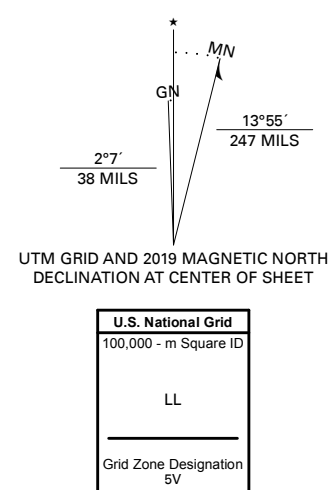 ★
MN
GN
13°55´
247 MILS
2°7´
38 MILS
UTM GRID AND 2019 MAGNETIC NORTH
DECLINATION AT CENTER OF SHEET
U.S. National Grid
100,000 - m Square ID
LL
Grid Zone Designation
5V